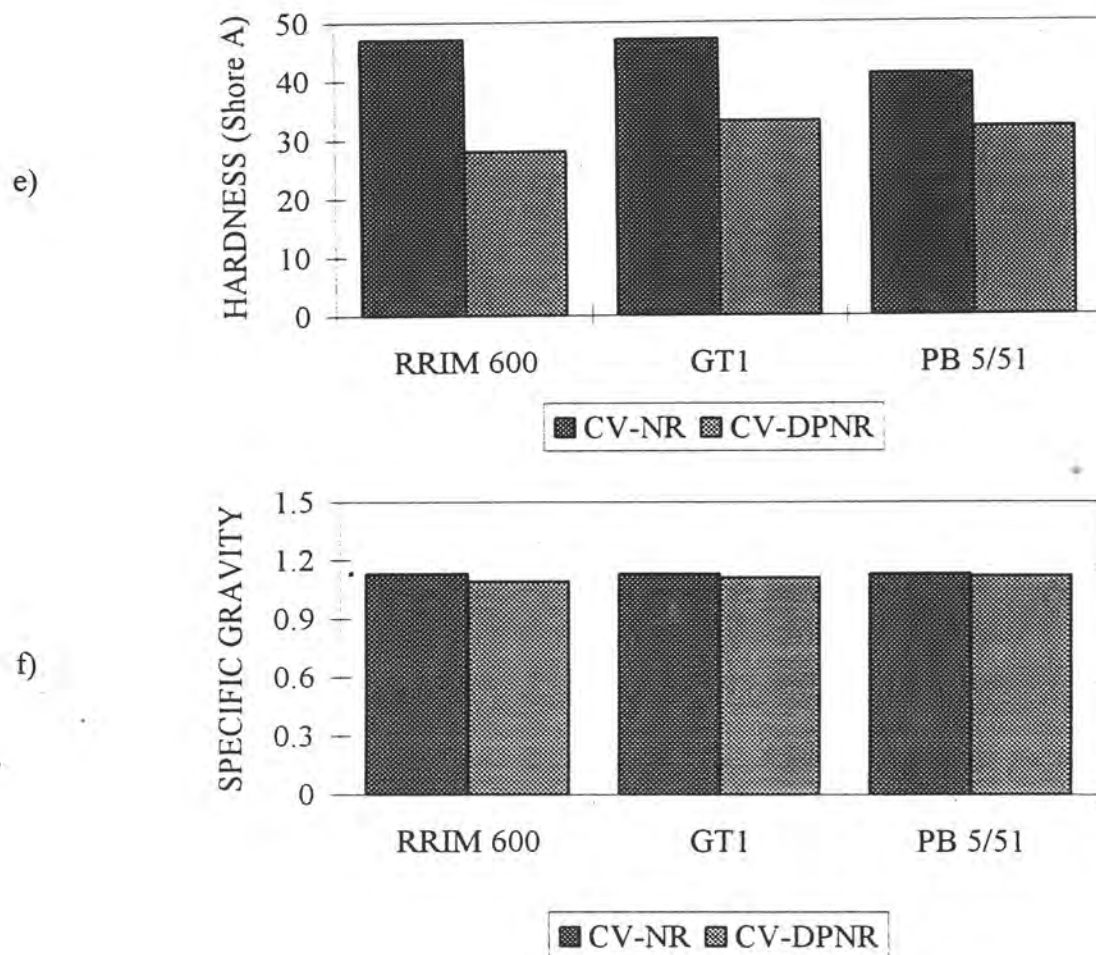 e)
HARDNESS (Shore A)
50
40
30
20
10
0
RRIM 600 GT1 PB 5/51
CV-NR CV-DPNR
f)
SPECIFIC GRAVITY
1.5
1.2
0.9
0.6
0.3
0
RRIM 600 GT1 PB 5/51
CV-NR CV-DPNR